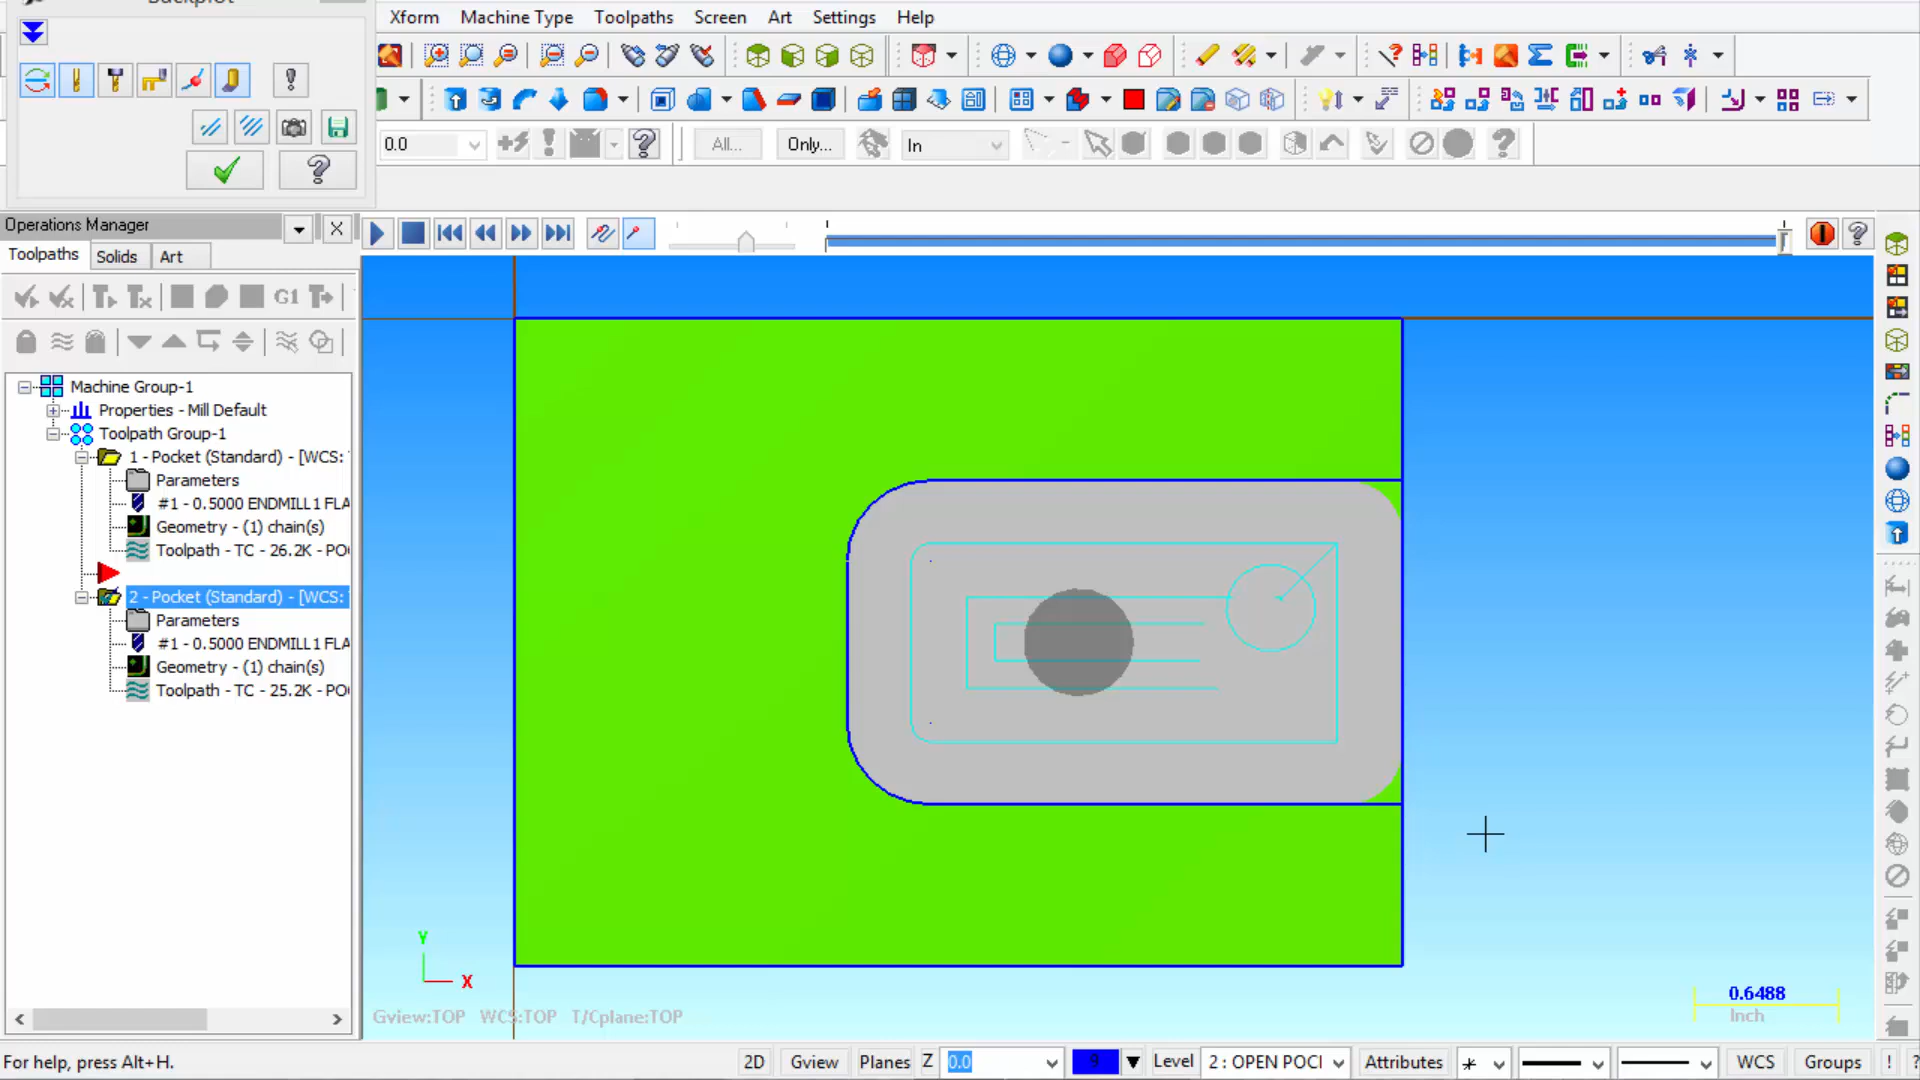 Backplot
Xform Machine Type Toolpaths Screen Art Settings Help
0.0
All... Only... In
Operations Manager
Toolpaths Solids Art
G1
Machine Group-1
Properties - Mill Default
Toolpath Group-1
1 - Pocket (Standard) - [WCS:
Parameters
#1 - 0.5000 ENDMILL1 FLA
Geometry - (1) chain(s)
Toolpath - TC - 26.2K - PO
2 - Pocket (Standard) - [WCS:
Parameters
#1 - 0.5000 ENDMILL1 FLA
Geometry - (1) chain(s)
Toolpath - TC - 25.2K - PO
Y
X
0.6488
Inch
Gview:TOP WCS:TOP T/Cplane:TOP
For help, press Alt+H.
2D Gview Planes Z 0.0 9 Level 2 : OPEN POCI Attributes WCS Groups ! ?